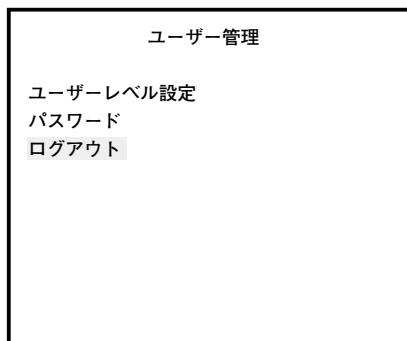 ユーザー管理
ユーザーレベル設定
パスワード
ログアウト